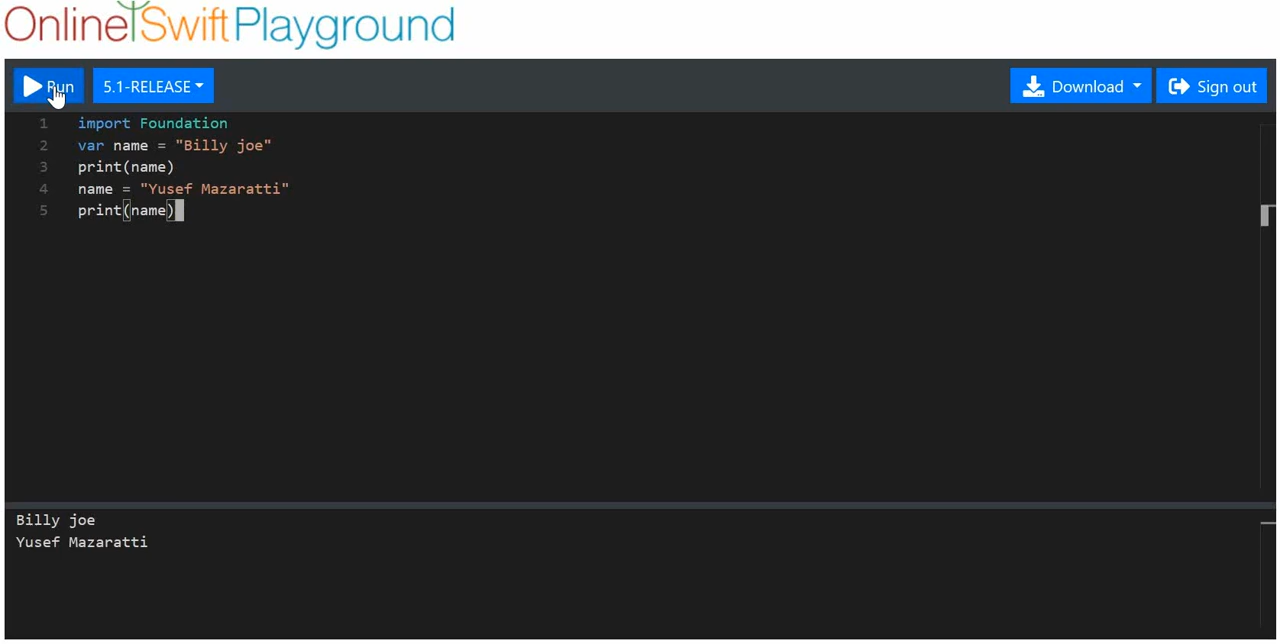 OnlineSwiftPlayground
Run 5.1-RELEASE Download Sign out
1 import Foundation
2 var name = "Billy joe"
3 print(name)
4 name = "Yusef Mazaratti"
5 print(name)
Billy joe
Yusef Mazaratti